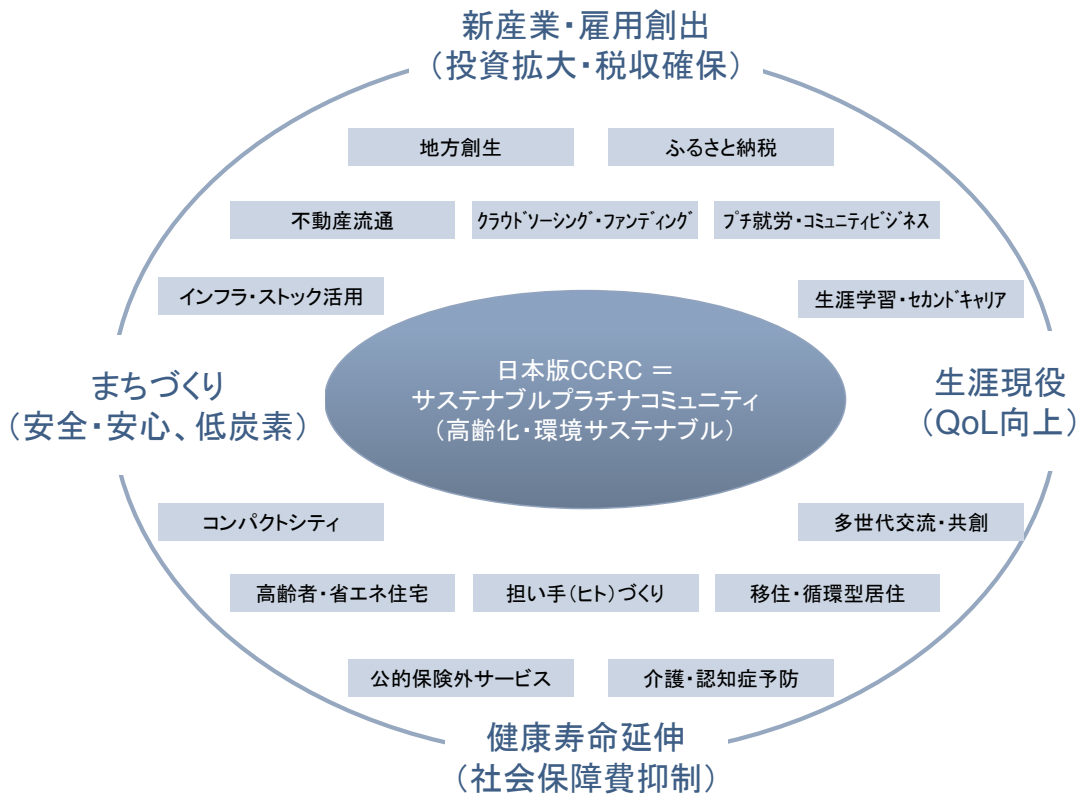 新産業・雇用創出
（投資拡大・税収確保）
地方創生
ふるさと納税
不動産流通
ｸﾗｳﾄﾞｿｰｼﾝｸﾞ・ﾌｧﾝﾃﾞｨﾝｸﾞ
ﾌﾟﾁ就労・ｺﾐｭﾆﾃｨﾋﾞｼﾞﾈｽ
インフラ・ストック活用
生涯学習・ｾｶﾝﾄﾞｷｬﾘｱ
日本版CCRC ＝
サステナブルプラチナコミュニティ
（高齢化・環境サステナブル）
まちづくり
（安全・安心、低炭素）
生涯現役
（QoL向上）
コンパクトシティ
多世代交流・共創
高齢者・省エネ住宅
担い手（ヒト）づくり
移住・循環型居住
公的保険外サービス
介護・認知症予防
健康寿命延伸
（社会保障費抑制）